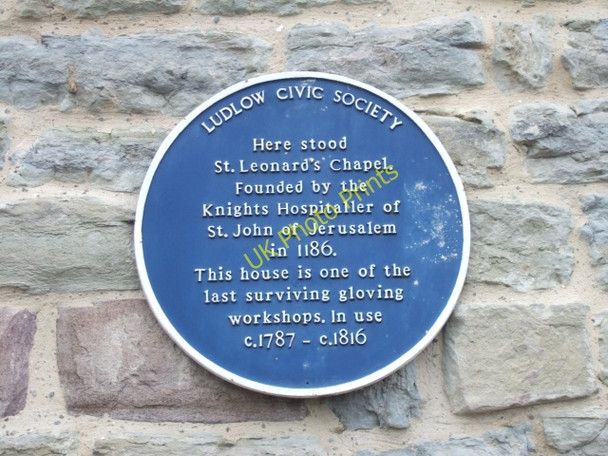 LUDLOW CIVIC SOCIETY
Here stood
St. Leonard's Chapel.
Founded by the
Knights Hospitaller of
St. John of Jerusalem
in 1186.
This house is one of the
last surviving gloving
workshops. In use
c.1787 - c.1816
UK Photo Prints